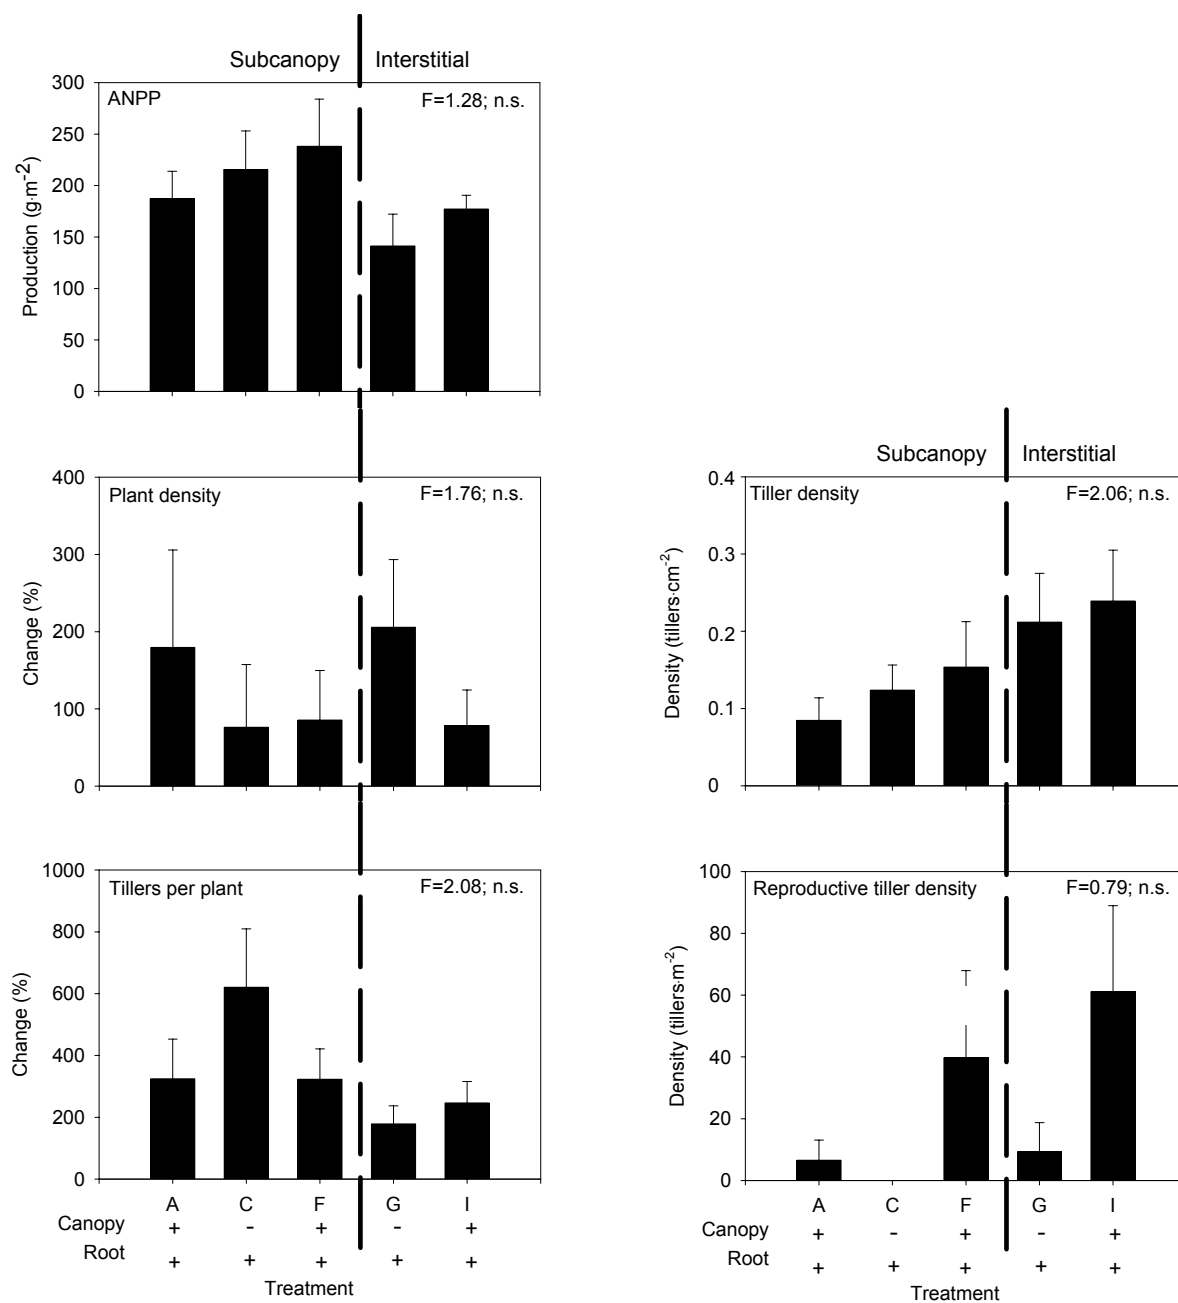 Subcanopy Interstitial
ANPP F=1.28; n.s.
Production (g·m-2)
300
250
200
150
100
50
0
Plant density F=1.76; n.s.
Change (%)
400
300
200
100
0
Tillers per plant F=2.08; n.s.
Change (%)
1000
800
600
400
200
0
A C F G I
Canopy + - + - +
Root + + + + +
Treatment
Subcanopy Interstitial
Tiller density F=2.06; n.s.
Density (tillers·cm-2)
0.4
0.3
0.2
0.1
0
Reproductive tiller density F=0.79; n.s.
Density (tillers·m-2)
100
80
60
40
20
0
A C F G I
Canopy + - + - +
Root + + + + +
Treatment